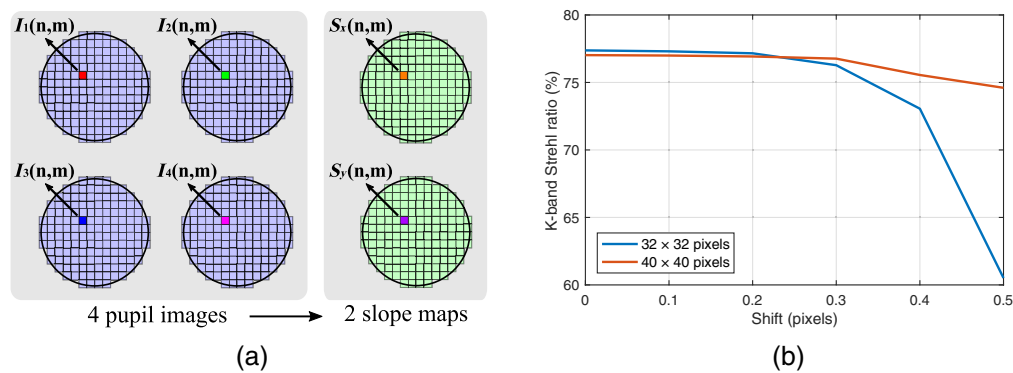 I1(n,m) I2(n,m) Sx(n,m)
I3(n,m) I4(n,m) Sy(n,m)
4 pupil images → 2 slope maps
(a)
K-band Strehl ratio (%)
80
75
70
65
60
32 × 32 pixels
40 × 40 pixels
0 0.1 0.2 0.3 0.4 0.5
Shift (pixels)
(b)